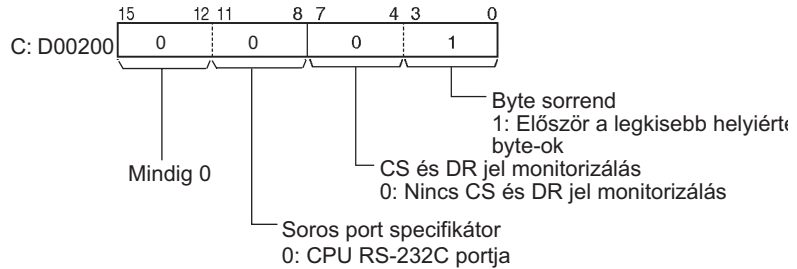 15 12 11 8 7 4 3 0
C: D00200 0 0 0 1
Byte sorrend
1: Először a legkisebb
byte-ok
Mindig 0
CS és DR jel monitorizálás
0: Nincs CS és DR jel monitorizálás
Soros port specifikátor
0: CPU RS-232C portja